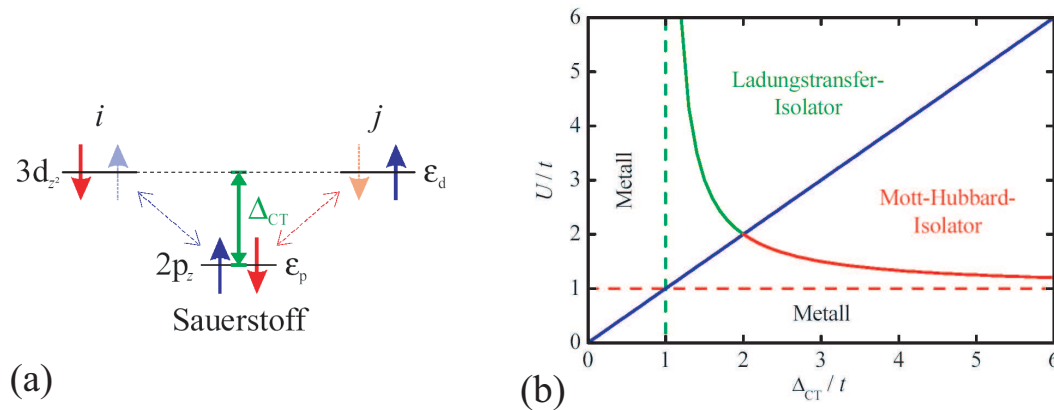 i
j
3d_{z²}
ε_d
Δ_CT
2p_z
ε_p
Sauerstoff
(a)
6
5
4
3
2
1
0
U/t
Metall
Ladungstransfer-
Isolator
Mott-Hubbard-
Isolator
Metall
0 1 2 3 4 5 6
Δ_CT/t
(b)